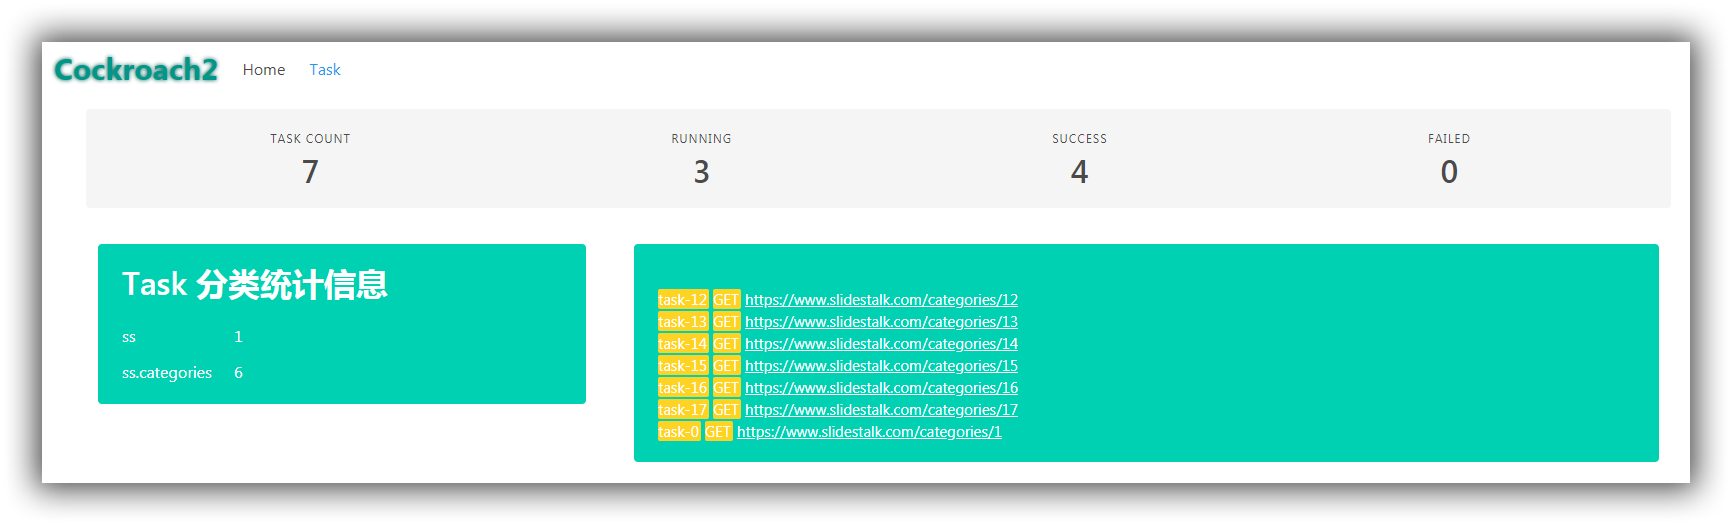 Cockroach2 Home Task
TASK COUNT RUNNING SUCCESS FAILED
7 3 4 0
Task 分类统计信息
ss 1
ss.categories 6
task-12 GET https://www.slidestalk.com/categories/12
task-13 GET https://www.slidestalk.com/categories/13
task-14 GET https://www.slidestalk.com/categories/14
task-15 GET https://www.slidestalk.com/categories/15
task-16 GET https://www.slidestalk.com/categories/16
task-17 GET https://www.slidestalk.com/categories/17
task-0 GET https://www.slidestalk.com/categories/1